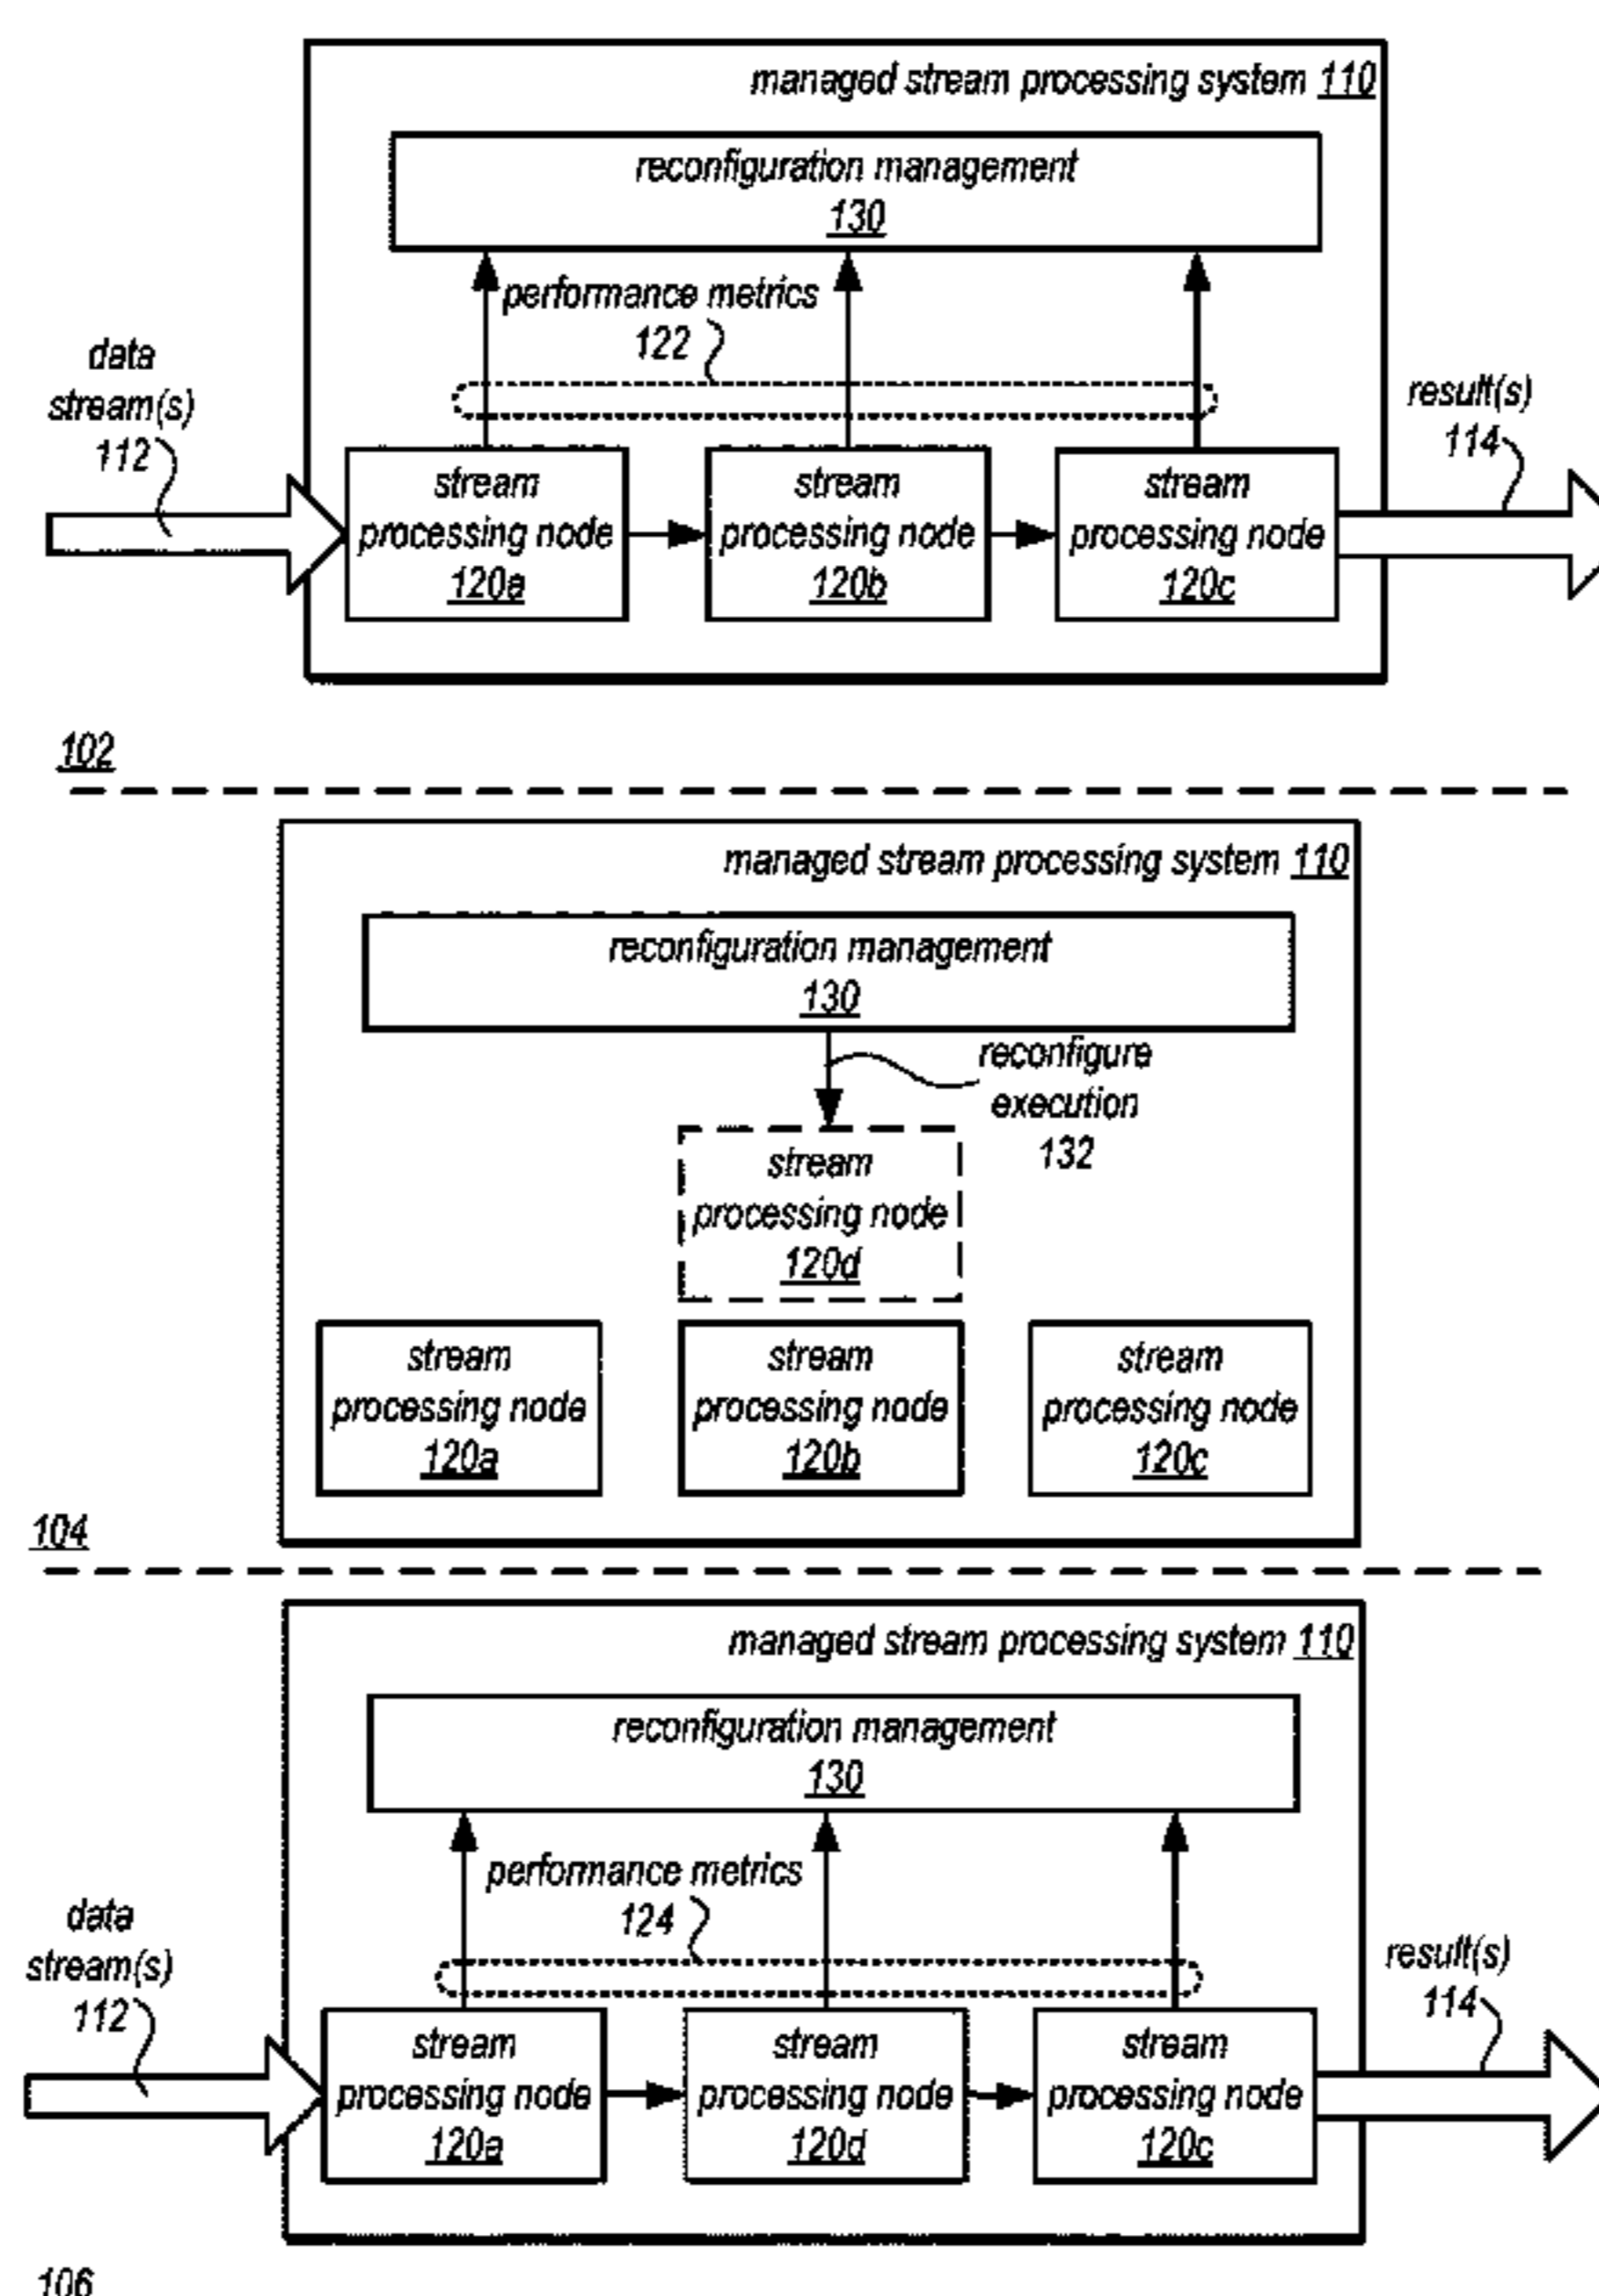 managed stream processing system 110
reconfiguration management
130
performance metrics
122
data
stream(s)
112
result(s)
114
stream
processing node
120a
stream
processing node
120b
stream
processing node
120c
102
managed stream processing system 110
reconfiguration management
130
reconfigure
execution
132
stream
processing node
120d
stream
processing node
120a
stream
processing node
120b
stream
processing node
120c
104
managed stream processing system 110
reconfiguration management
130
performance metrics
124
data
stream(s)
112
result(s)
114
stream
processing node
120a
stream
processing node
120d
stream
processing node
120c
106